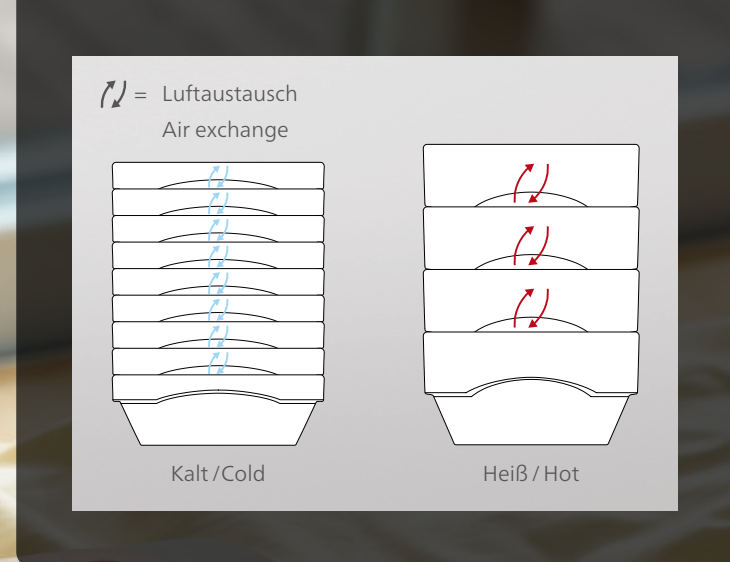 = Luftaustausch
Air exchange
Kalt / Cold
Heiß / Hot